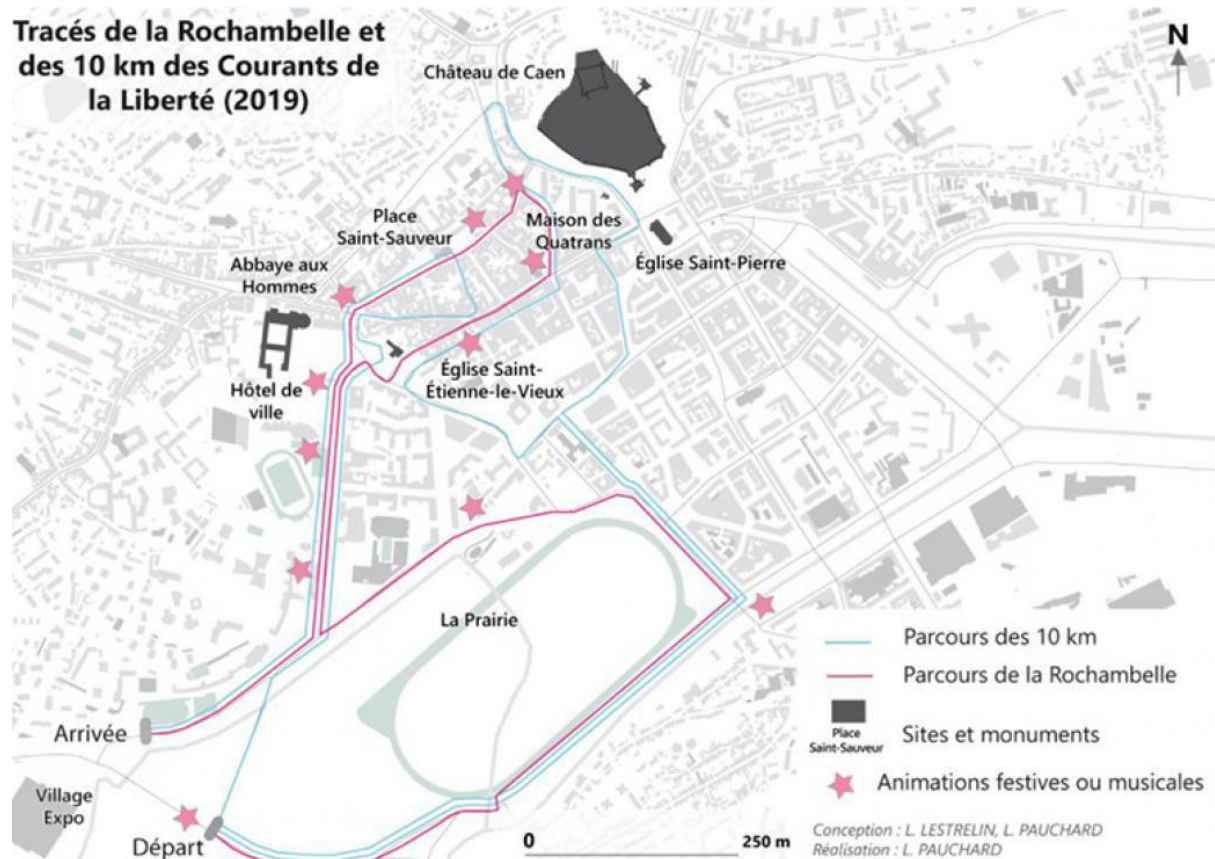 Tracés de la Rochambelle et
des 10 km des Courants de
la Liberté (2019)
N
Château de Caen
Place
Saint-Sauveur
Maison des
Quatrans
Église Saint-Pierre
Abbaye aux
Hommes
Hôtel de
ville
Église Saint-
Étienne-le-Vieux
La Prairie
Arrivée
Village
Expo
Départ
0 250 m
Parcours des 10 km
Parcours de la Rochambelle
Place
Saint-Sauveur
Sites et monuments
Animations festives ou musicales
Conception : L. LESTRELIN, L. PAUCHARD
Réalisation : L. PAUCHARD